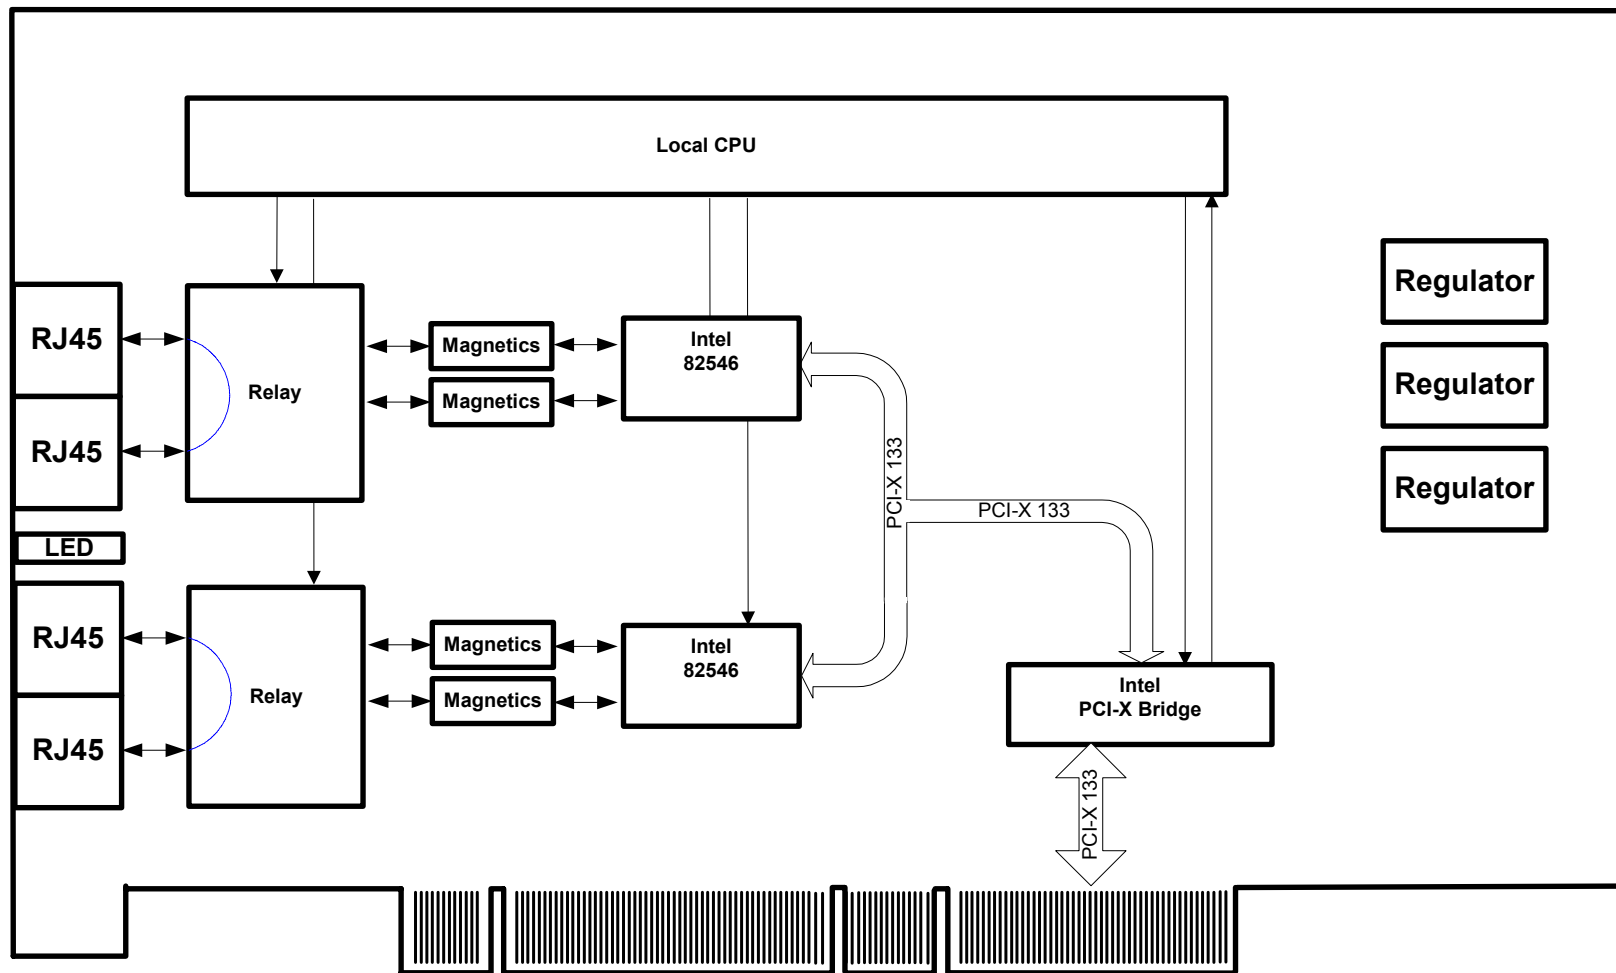 Local CPU
Regulator
RJ45
Magnetics
Intel
82546
Regulator
Relay
Magnetics
RJ45
PCI-X 133
PCI-X 133
Regulator
LED
RJ45
Magnetics
Intel
82546
Relay
Magnetics
Intel
PCI-X Bridge
RJ45
PCI-X 133